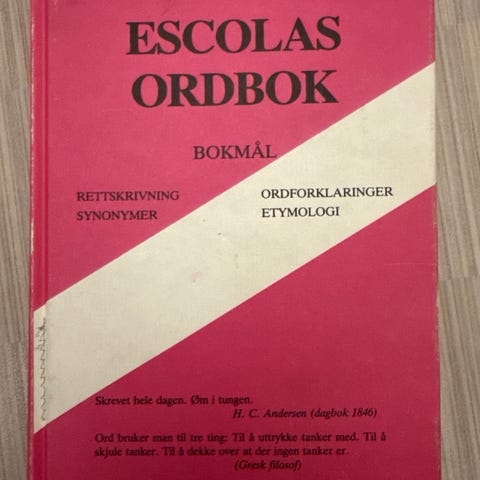 ESCOLAS
ORDBOK
BOKMÅL
RETTSKRIVNING
SYNONYMER
ORDFORKLARINGER
ETYMOLOGI
Skrevet hele dagen. Øm i tungen.
H. C. Andersen (dagbok 1846)
Ord bruker man til tre ting: Til å uttrykke tanker med. Til å
skjule tanker. Til å dekke over at der ingen tanker er.
(Gresk filosof)